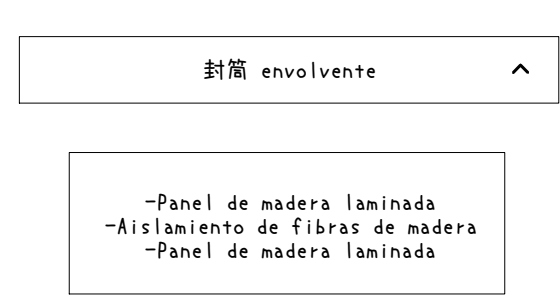 封筒 envolvente
-Panel de madera laminada
-Aislamiento de fibras de madera
-Panel de madera laminada